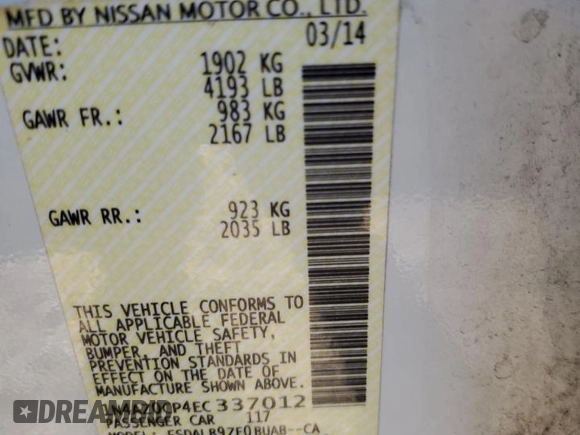 MFD BY NISSAN MOTOR CO., LTD.
DATE: 03/14
GVWR: 1902 KG
4193 LB
GAWR FR.: 983 KG
2167 LB
GAWR RR.: 923 KG
2035 LB
THIS VEHICLE CONFORMS TO
ALL APPLICABLE FEDERAL
MOTOR VEHICLE SAFETY,
BUMPER, AND THEFT
PREVENTION STANDARDS IN
EFFECT ON THE DATE OF
MANUFACTURE SHOWN ABOVE.
337012
PASSENGER CAR 117
DREAMBID